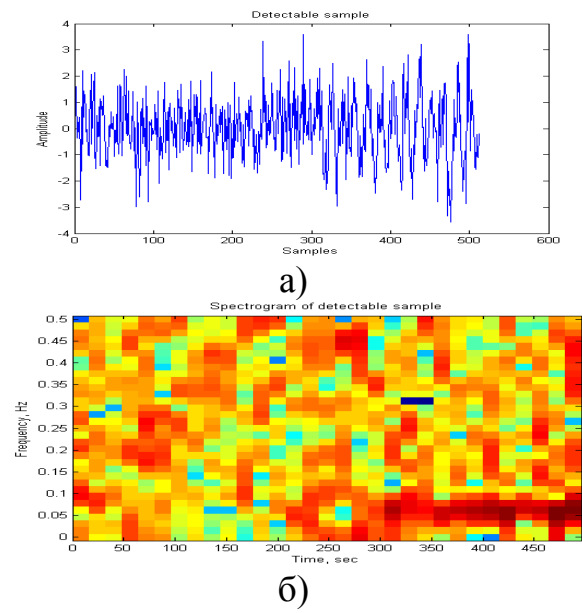 Detectable sample
4
3
2
1
0
-1
-2
-3
-4
Amplitude
0 100 200 300 400 500 600
Samples
а)
Spectrogram of detectable sample
0.5
0.45
0.4
0.35
0.3
0.25
0.2
0.15
0.1
0.05
0
Frequency, Hz
0 50 100 150 200 250 300 350 400 450
Time, sec
б)